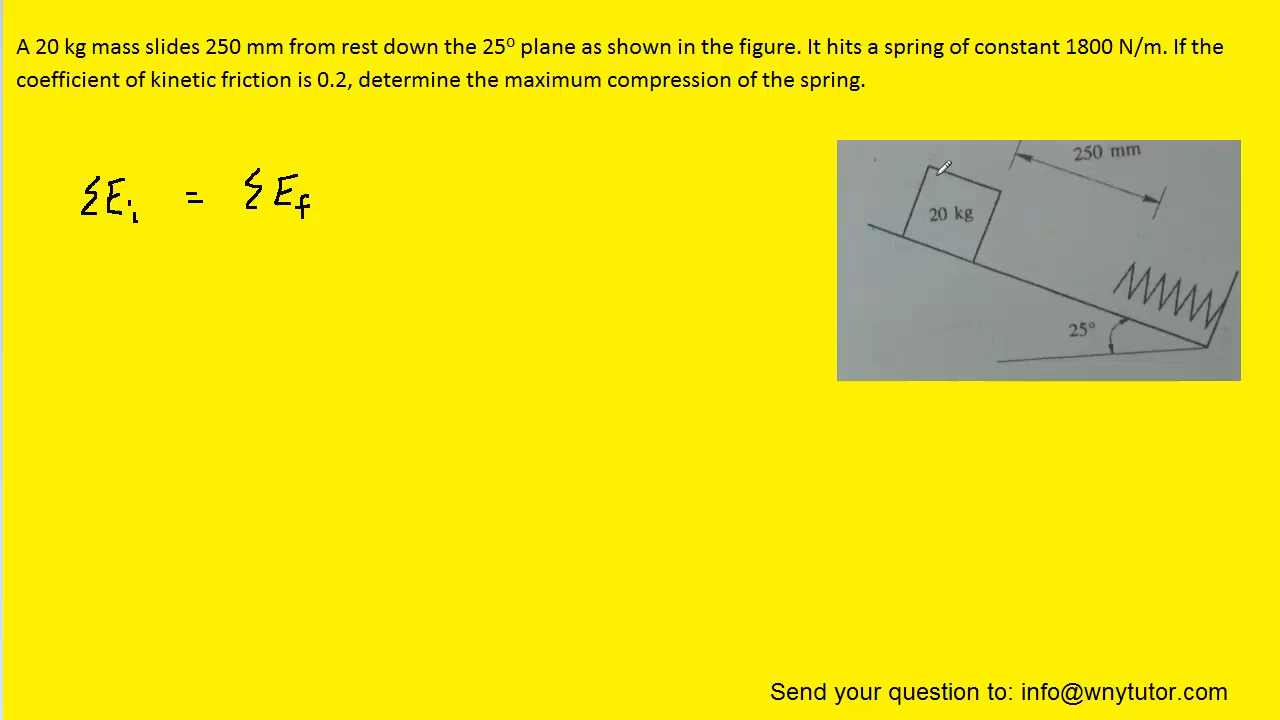 A 20 kg mass slides 250 mm from rest down the 25⁰ plane as shown in the figure. It hits a spring of constant 1800 N/m. If the
coefficient of kinetic friction is 0.2, determine the maximum compression of the spring.
ΣEᵢ = ΣE_f
250 mm
20 kg
25°
Send your question to: info@wnytutor.com